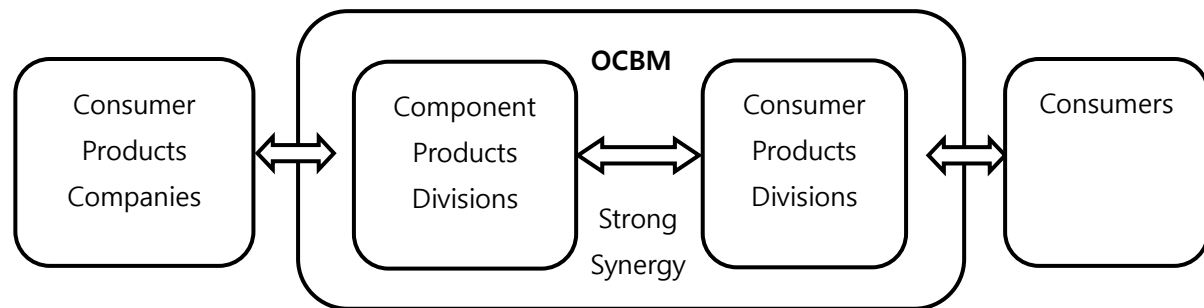 OCBM
Consumer
Products
Companies
Component
Products
Divisions
Strong
Synergy
Consumer
Products
Divisions
Consumers